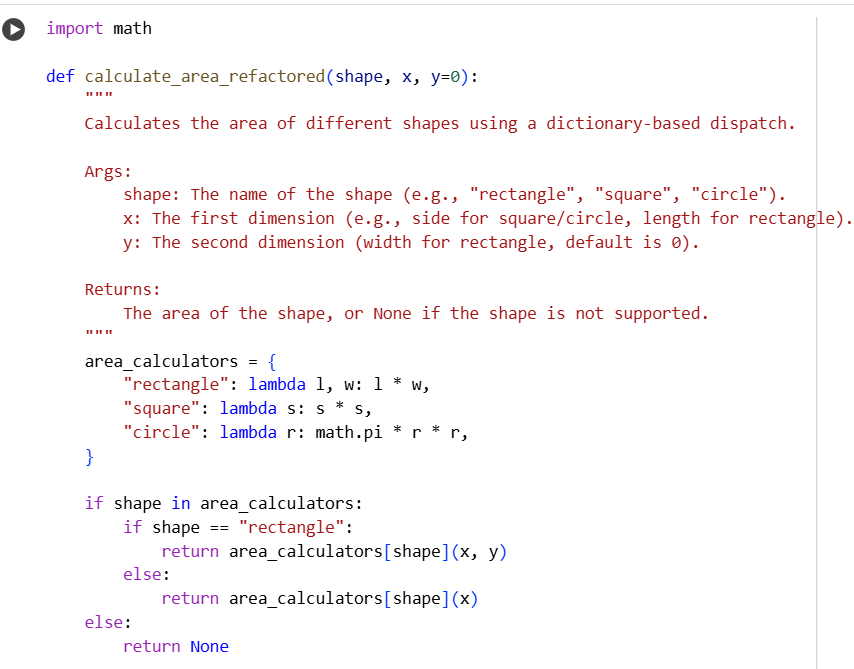 import math
def calculate_area_refactored(shape, x, y=0):
"""
Calculates the area of different shapes using a dictionary-based dispatch.
Args:
shape: The name of the shape (e.g., "rectangle", "square", "circle").
x: The first dimension (e.g., side for square/circle, length for rectangle).
y: The second dimension (width for rectangle, default is 0).
Returns:
The area of the shape, or None if the shape is not supported.
"""
area_calculators = {
"rectangle": lambda l, w: l * w,
"square": lambda s: s * s,
"circle": lambda r: math.pi * r * r,
}
if shape in area_calculators:
if shape == "rectangle":
return area_calculators[shape](x, y)
else:
return area_calculators[shape](x)
else:
return None